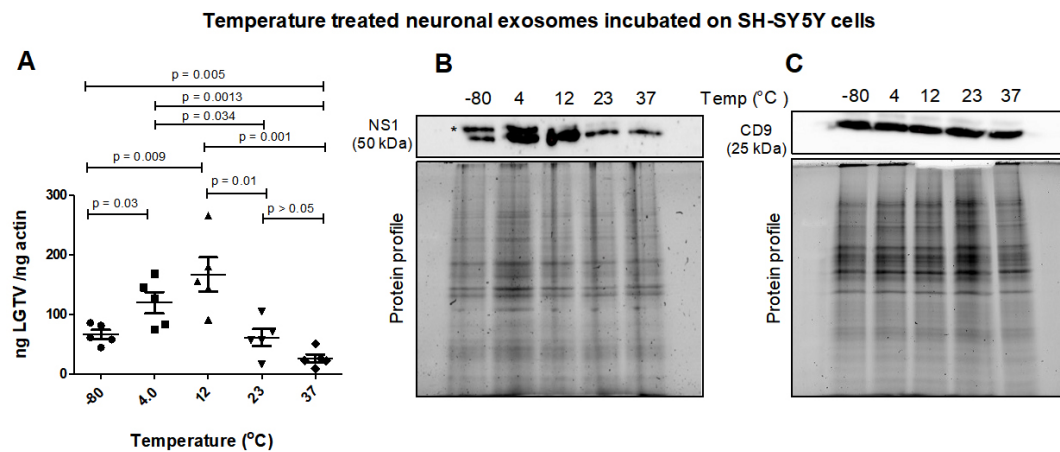 Temperature treated neuronal exosomes incubated on SH-SY5Y cells
A
p = 0.005
p = 0.0013
p = 0.034
p = 0.001
p = 0.009
p = 0.01
p = 0.03
p > 0.05
ng LGTV /ng actin
300
200
100
0
-80
4.0
12
23
37
Temperature (°C)
B
-80 4 12 23 37 Temp (°C)
NS1
(50 kDa)
*
Protein profile
C
-80 4 12 23 37
CD9
(25 kDa)
Protein profile